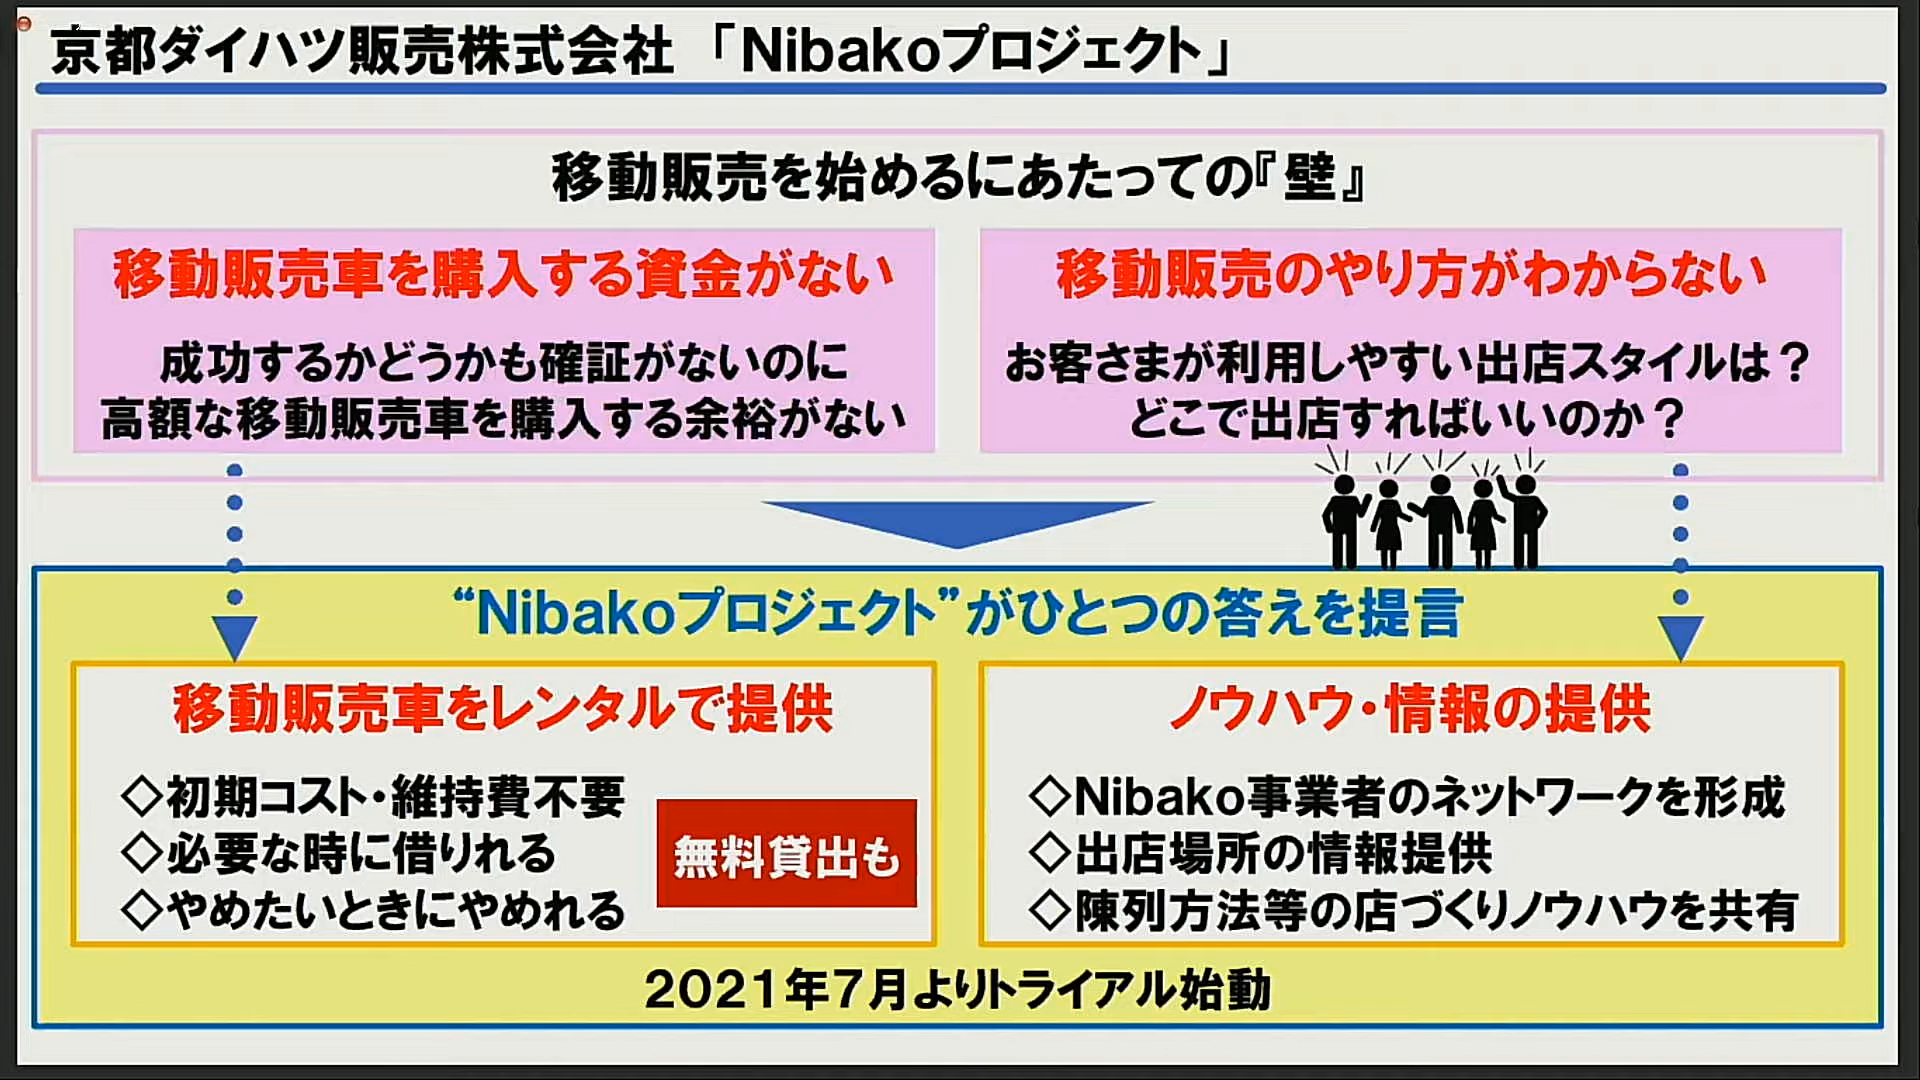 京都ダイハツ販売株式会社 「Nibakoプロジェクト」
移動販売を始めるにあたっての『壁』
移動販売車を購入する資金がない
成功するかどうかも確証がないのに
高額な移動販売車を購入する余裕がない
移動販売のやり方がわからない
お客さまが利用しやすい出店スタイルは？
どこで出店すればいいのか？
“Nibakoプロジェクト”がひとつの答えを提言
移動販売車をレンタルで提供
◇初期コスト・維持費不要
◇必要な時に借りれる
◇やめたいときにやめれる
無料貸出も
ノウハウ・情報の提供
◇Nibako事業者のネットワークを形成
◇出店場所の情報提供
◇陳列方法等の店づくりノウハウを共有
2021年7月よりトライアル始動